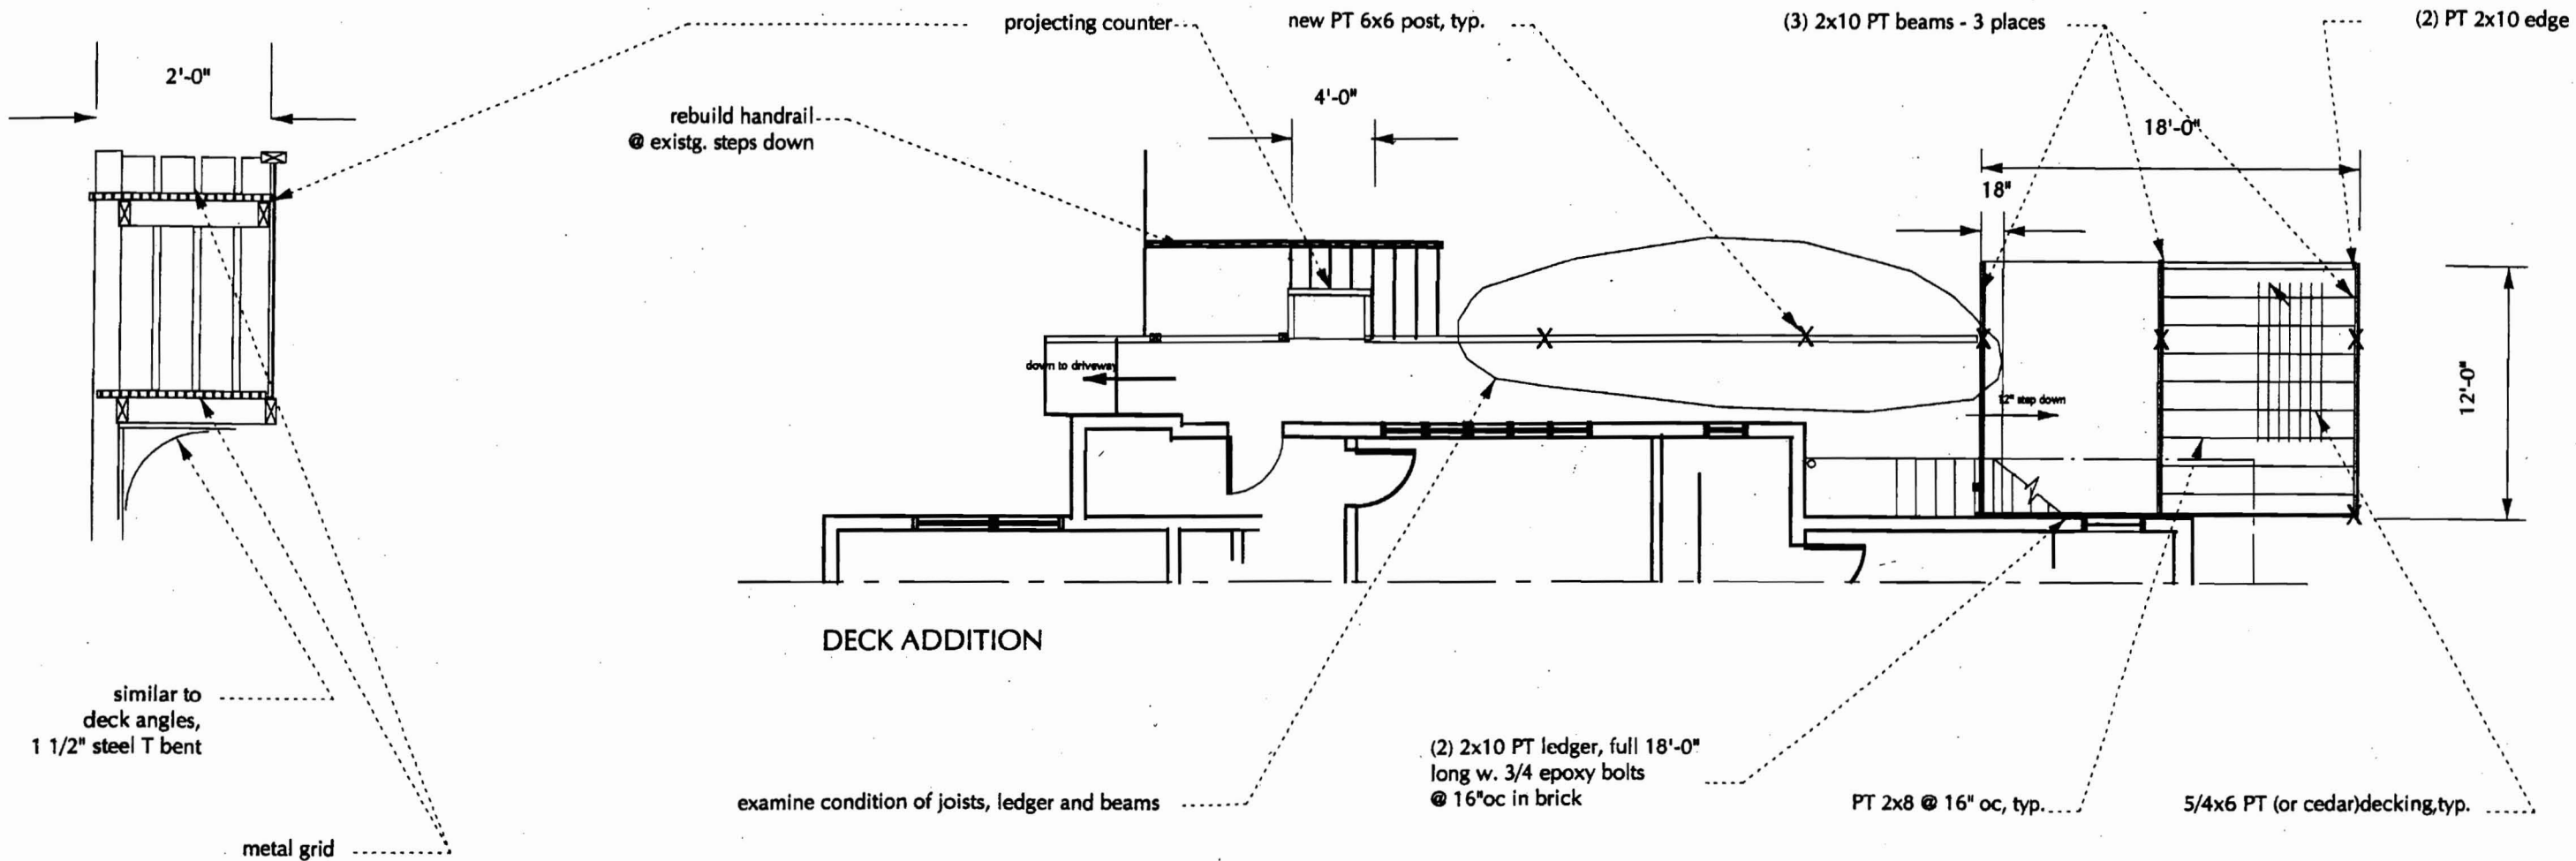 projecting counter
new PT 6x6 post, typ.
(3) 2x10 PT beams - 3 places
(2) PT 2x10 edge
2'-0"
4'-0"
rebuild handrail
@ existg. steps down
18'-0"
18"
down to driveway
12" step down
12'-0"
DECK ADDITION
similar to
deck angles,
1 1/2" steel T bent
(2) 2x10 PT ledger, full 18'-0"
long w. 3/4 epoxy bolts
@ 16"oc in brick
examine condition of joists, ledger and beams
PT 2x8 @ 16" oc, typ.
5/4x6 PT (or cedar)decking,typ.
metal grid